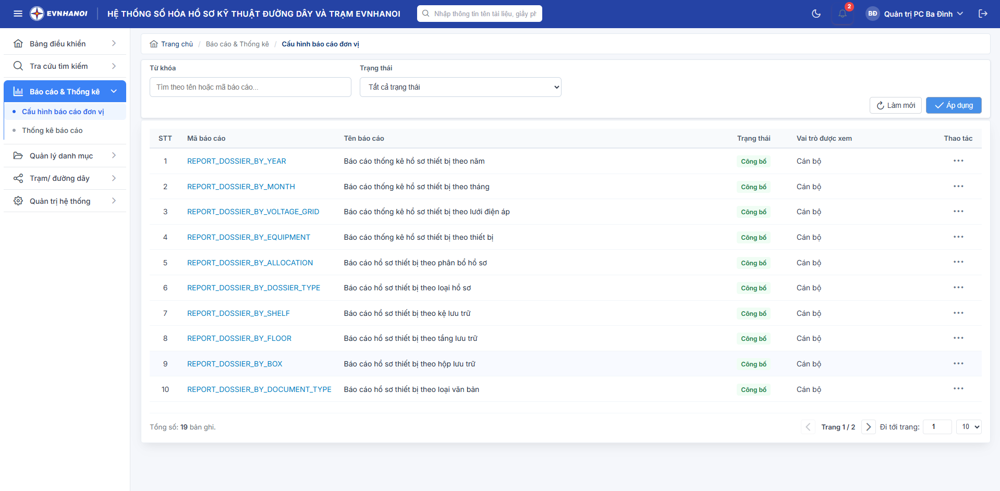 EVNHANOI
HỆ THỐNG SỐ HÓA HỒ SƠ KỸ THUẬT ĐƯỜNG DÂY VÀ TRẠM EVNHANOI
Nhập thông tin tên tài liệu, giấy ph
2
BĐ Quản trị PC Ba Đình
Bảng điều khiển
Tra cứu tìm kiếm
Báo cáo & Thống kê
Cấu hình báo cáo đơn vị
Thống kê báo cáo
Quản lý danh mục
Trạm/ đường dây
Quản trị hệ thống
Trang chủ / Báo cáo & Thống kê / Cấu hình báo cáo đơn vị
Từ khóa Trạng thái
Tìm theo tên hoặc mã báo cáo... Tất cả trạng thái
Làm mới Áp dụng
STT Mã báo cáo Tên báo cáo Trạng thái Vai trò được xem Thao tác
1 REPORT_DOSSIER_BY_YEAR Báo cáo thống kê hồ sơ thiết bị theo năm Công bố Cán bộ
2 REPORT_DOSSIER_BY_MONTH Báo cáo thống kê hồ sơ thiết bị theo tháng Công bố Cán bộ
3 REPORT_DOSSIER_BY_VOLTAGE_GRID Báo cáo thống kê hồ sơ thiết bị theo lưới điện áp Công bố Cán bộ
4 REPORT_DOSSIER_BY_EQUIPMENT Báo cáo thống kê hồ sơ thiết bị theo thiết bị Công bố Cán bộ
5 REPORT_DOSSIER_BY_ALLOCATION Báo cáo hồ sơ thiết bị theo phân bổ hồ sơ Công bố Cán bộ
6 REPORT_DOSSIER_BY_DOSSIER_TYPE Báo cáo hồ sơ thiết bị theo loại hồ sơ Công bố Cán bộ
7 REPORT_DOSSIER_BY_SHELF Báo cáo hồ sơ thiết bị theo kệ lưu trữ Công bố Cán bộ
8 REPORT_DOSSIER_BY_FLOOR Báo cáo hồ sơ thiết bị theo tầng lưu trữ Công bố Cán bộ
9 REPORT_DOSSIER_BY_BOX Báo cáo hồ sơ thiết bị theo hộp lưu trữ Công bố Cán bộ
10 REPORT_DOSSIER_BY_DOCUMENT_TYPE Báo cáo hồ sơ thiết bị theo loại văn bản Công bố Cán bộ
Tổng số: 19 bản ghi. Trang 1 / 2 Đi tới trang: 1 10